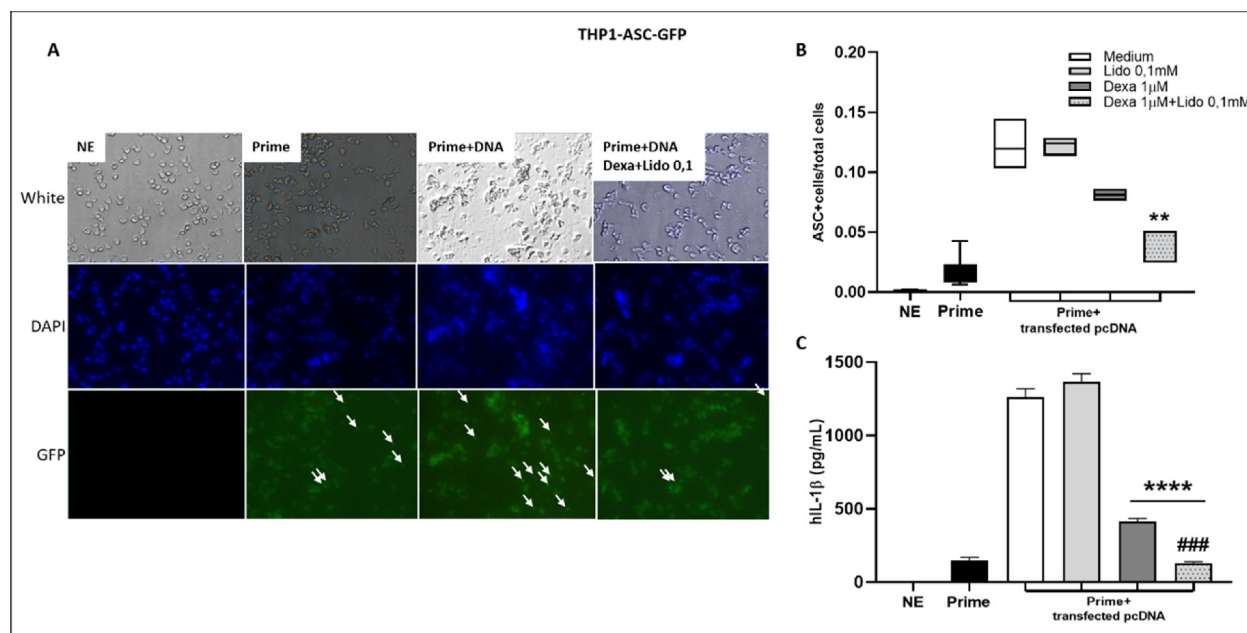 THP1-ASC-GFP
A
NE
Prime
Prime+DNA
Prime+DNA
Dexa+Lido 0,1
White
DAPI
GFP
B
ASC+cells/total cells
0.20
0.15
0.10
0.05
0.00
Medium
Lido 0,1mM
Dexa 1µM
Dexa 1µM+Lido 0,1mM
**
NE
Prime
Prime+
transfected pcDNA
C
hIL-1β (pg/mL)
1500
1000
500
0
****
###
NE
Prime
Prime+
transfected pcDNA